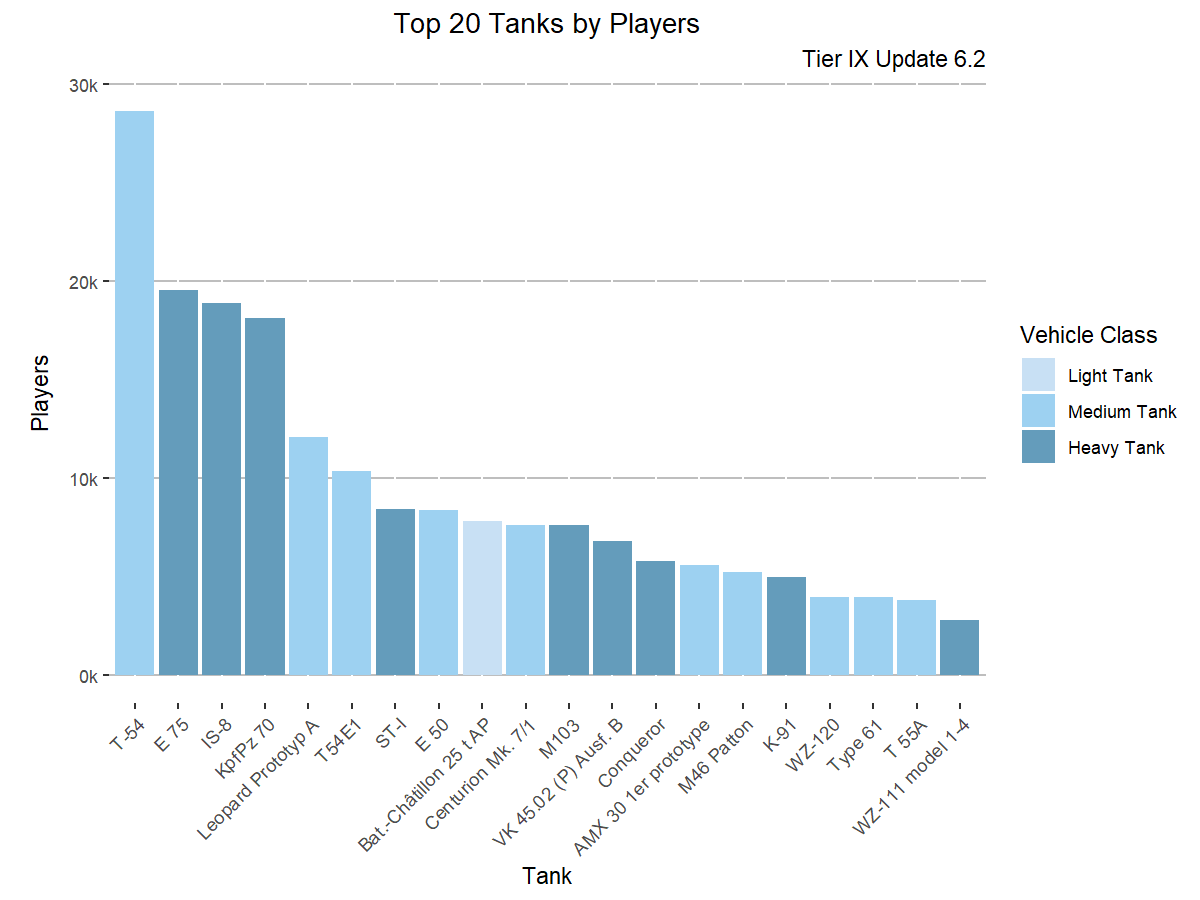 Top 20 Tanks by Players
Tier IX Update 6.2
30k
20k
10k
0k
Players
T-54
E 75
IS-8
KpfPz 70
Leopard Prototyp A
T54E1
ST-I
E 50
Bat.-Châtillon 25 t AP
Centurion Mk. 7/1
M103
VK 45.02 (P) Ausf. B
Conqueror
AMX 30 1er prototype
M46 Patton
K-91
WZ-120
Type 61
T 55A
WZ-111 model 1-4
Tank
Vehicle Class
Light Tank
Medium Tank
Heavy Tank